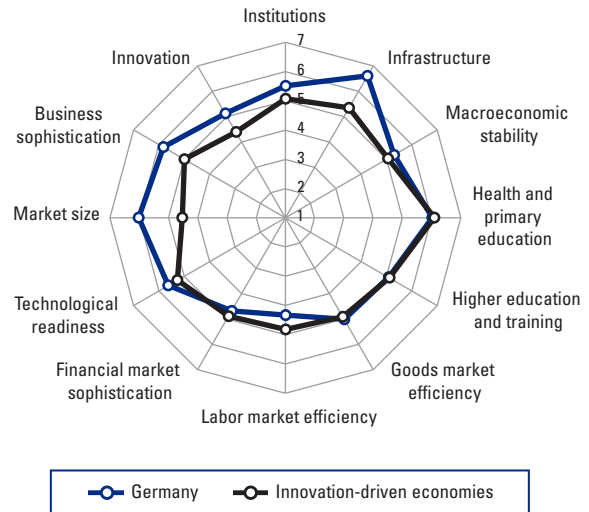 Institutions
7
6
5
4
3
2
1
Infrastructure
Macroeconomic
stability
Health and
primary
education
Higher education
and training
Goods market
efficiency
Labor market efficiency
Financial market
sophistication
Technological
readiness
Market size
Business
sophistication
Innovation
Germany
Innovation-driven economies